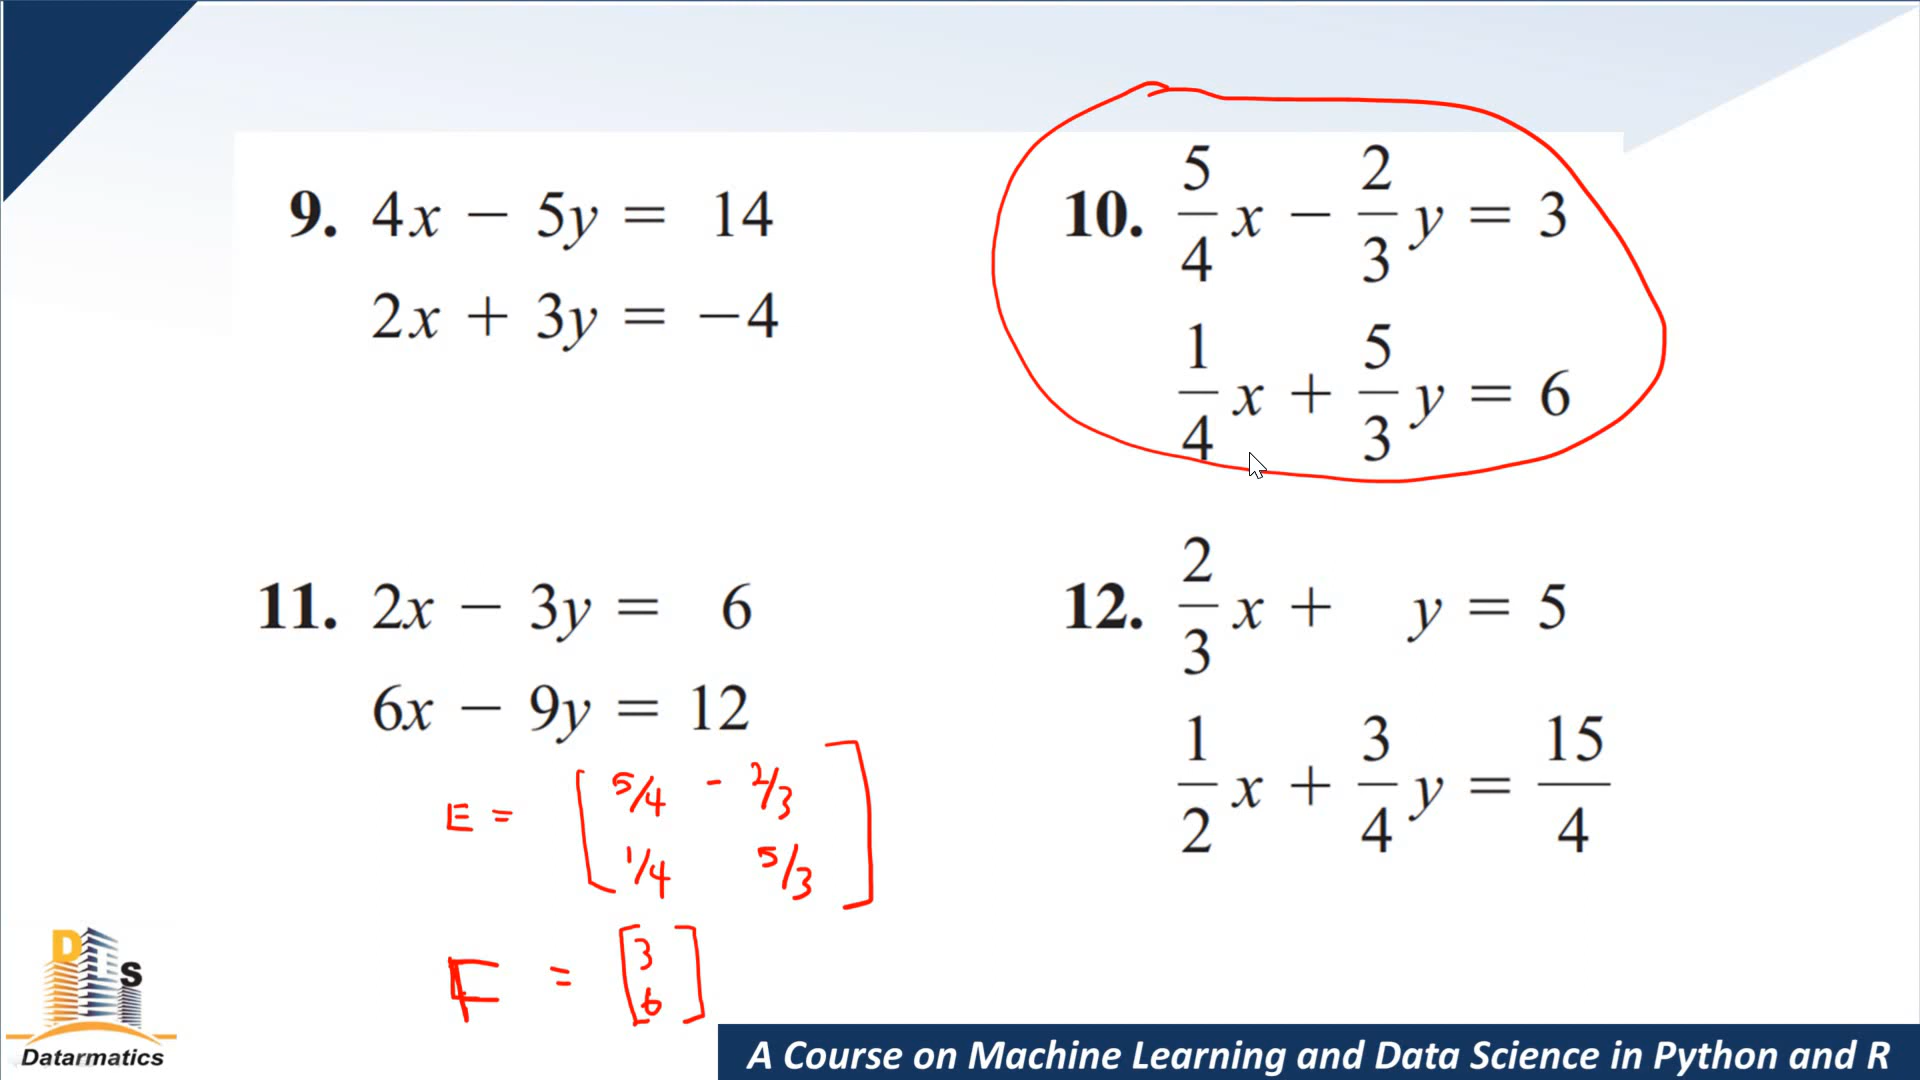 9. 4x − 5y = 14
2x + 3y = −4
10. 5/4 x − 2/3 y = 3
1/4 x + 5/3 y = 6
11. 2x − 3y = 6
6x − 9y = 12
12. 2/3 x + y = 5
1/2 x + 3/4 y = 15/4
E = [ 5/4 - 2/3
1/4 5/3 ]
F = [ 3
6 ]
DIS
Datarmatics
A Course on Machine Learning and Data Science in Python and R